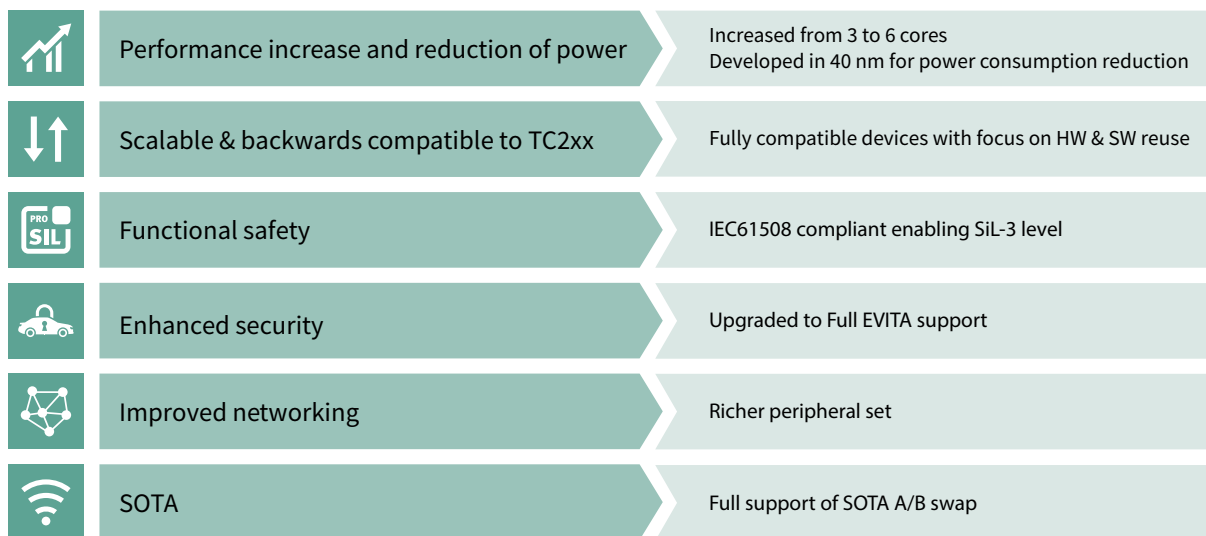 Performance increase and reduction of power
Increased from 3 to 6 cores
Developed in 40 nm for power consumption reduction
Scalable & backwards compatible to TC2xx
Fully compatible devices with focus on HW & SW reuse
PRO
SIL
Functional safety
IEC61508 compliant enabling SiL-3 level
Enhanced security
Upgraded to Full EVITA support
Improved networking
Richer peripheral set
SOTA
Full support of SOTA A/B swap